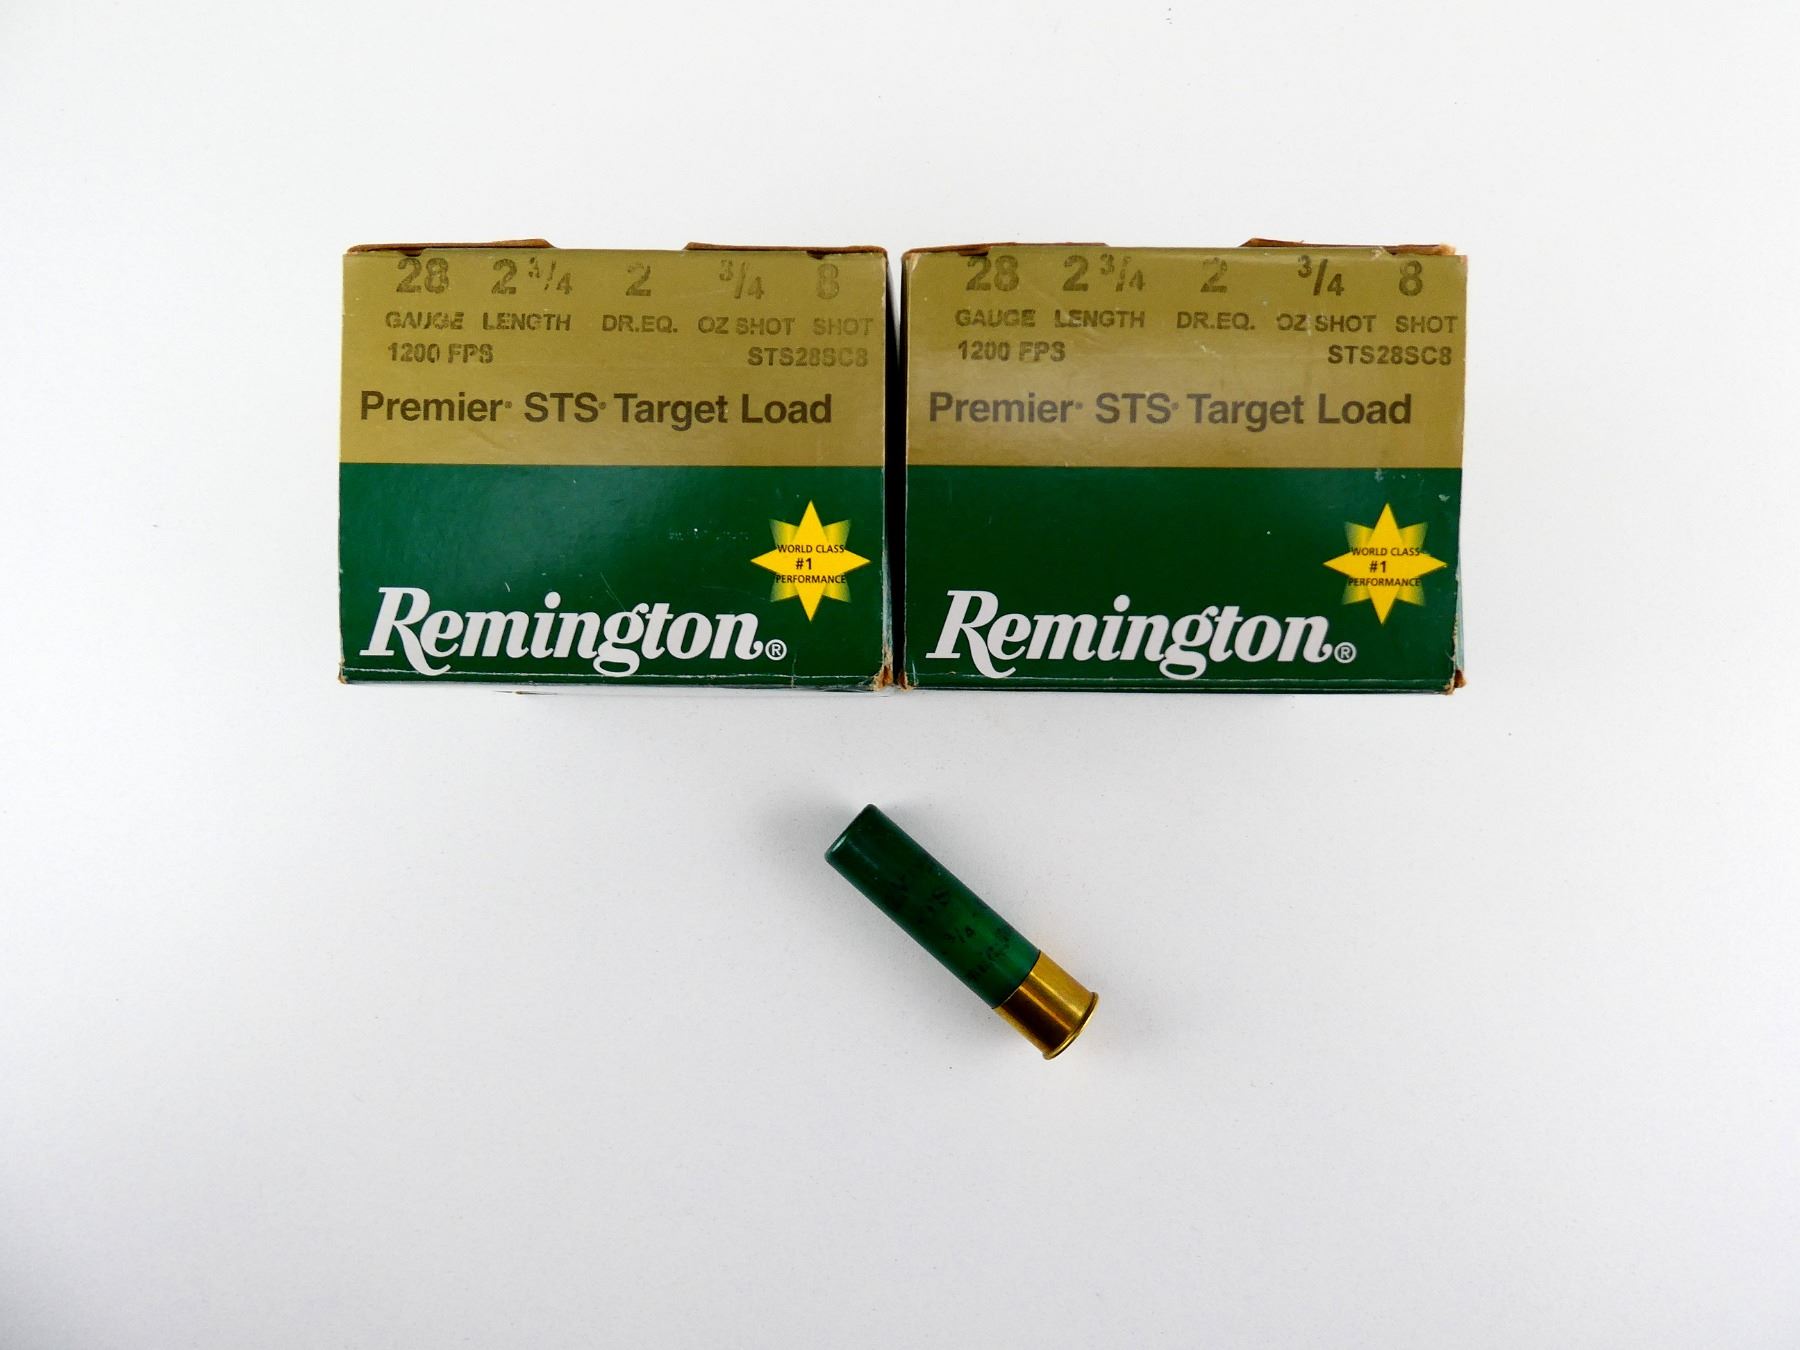 28 2 3/4 2 3/4 8
GAUGE LENGTH DR.EQ. OZ SHOT SHOT
1200 FPS STS28SC8
Premier® STS® Target Load
WORLD CLASS
#1
PERFORMANCE
Remington®
28 2 3/4 2 3/4 8
GAUGE LENGTH DR.EQ. OZ SHOT SHOT
1200 FPS STS28SC8
Premier® STS® Target Load
WORLD CLASS
#1
PERFORMANCE
Remington®
3/4